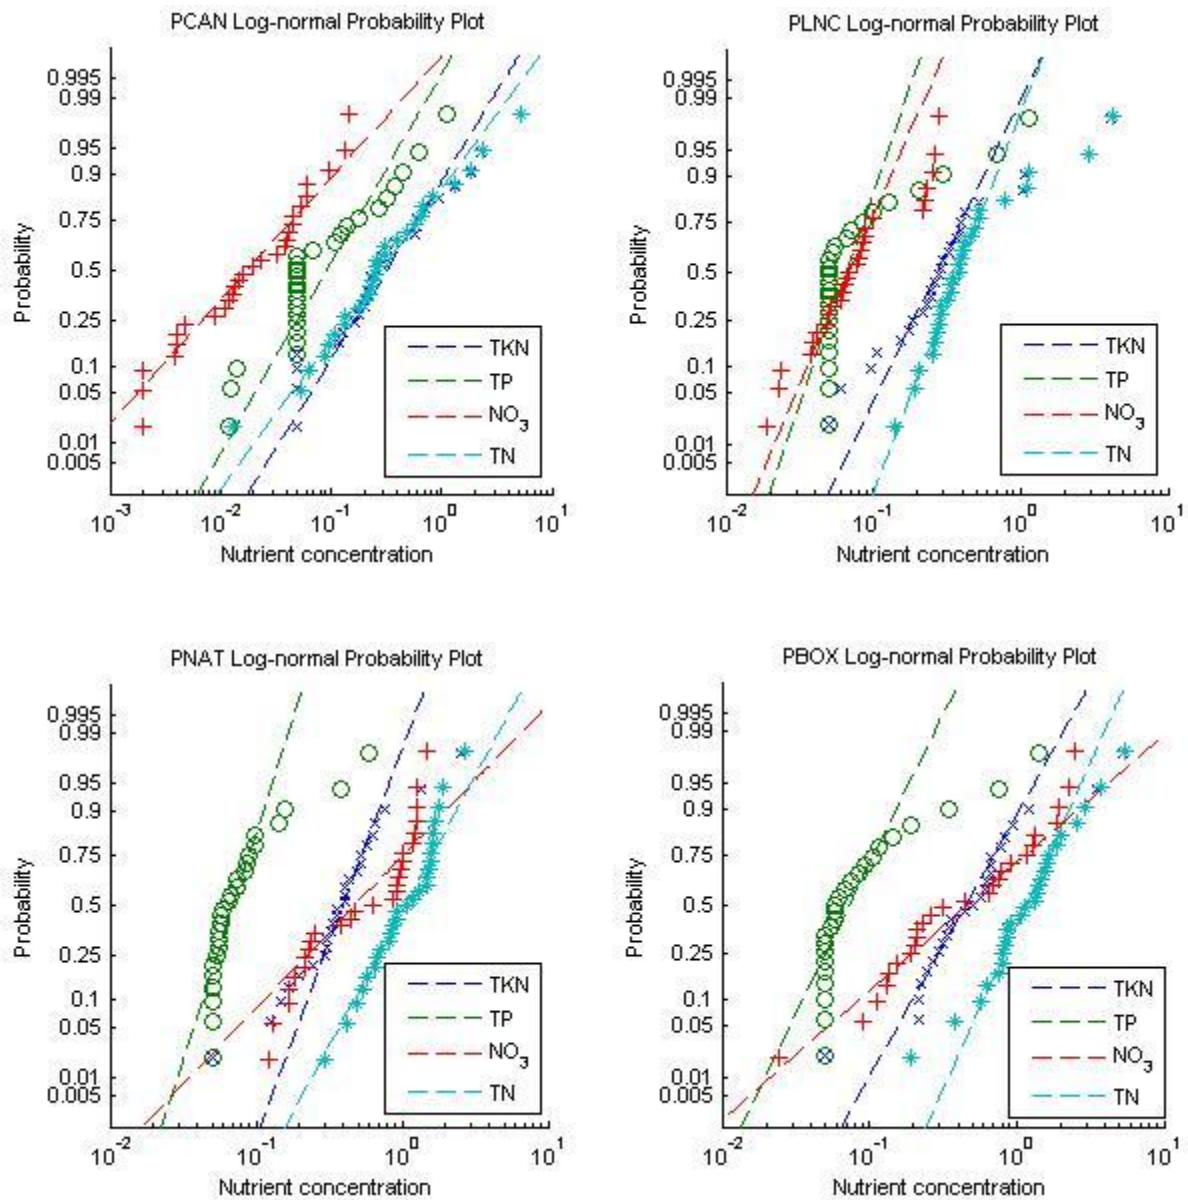 PCAN Log-normal Probability Plot
0.995
0.99
0.95
0.9
0.75
0.5
0.25
0.1
0.05
0.01
0.005
Probability
TKN
TP
NO3
TN
10-3 10-2 10-1 100 101
Nutrient concentration
PLNC Log-normal Probability Plot
0.995
0.99
0.95
0.9
0.75
0.5
0.25
0.1
0.05
0.01
0.005
Probability
TKN
TP
NO3
TN
10-2 10-1 100 101
Nutrient concentration
PNAT Log-normal Probability Plot
0.995
0.99
0.95
0.9
0.75
0.5
0.25
0.1
0.05
0.01
0.005
Probability
TKN
TP
NO3
TN
10-2 10-1 100 101
Nutrient concentration
PBOX Log-normal Probability Plot
0.995
0.99
0.95
0.9
0.75
0.5
0.25
0.1
0.05
0.01
0.005
Probability
TKN
TP
NO3
TN
10-2 10-1 100 101
Nutrient concentration